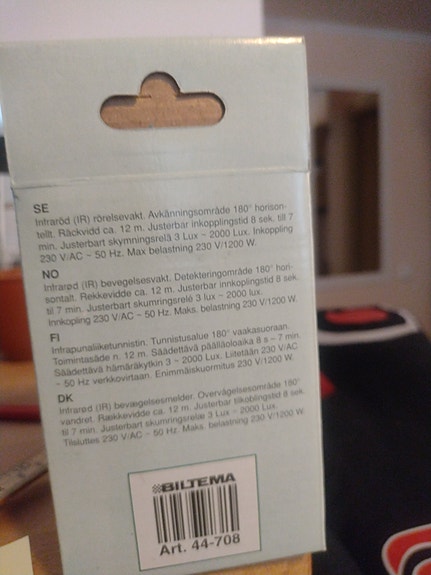 SE
Infraröd (IR) rörelsevakt. Avkänningsområde 180° horison-
tellt. Räckvidd ca. 12 m. Justerbar inkopplingstid 8 sek. till 7
min. Justerbart skymningsrelä 3 Lux ~ 2000 Lux. Inkoppling
230 V/AC ~ 50 Hz. Max belastning 230 V/1200 W.
NO
Infrarød (IR) bevegelsesvakt. Detekteringområde 180° hori-
sontalt. Rekkevidde ca. 12 m. Justerbar innkoplingstid 8 sek.
til 7 min. Justerbart skumringsrelé 3 lux ~ 2000 lux.
Innkopling 230 V/AC ~ 50 Hz. Maks. belastning 230 V/1200 W.
FI
Infrapunaliiketunnistin. Tunnistusalue 180° vaakasuoraan.
Toimintasäde n. 12 m. Säädettävä päälläoloaika 8 s – 7 min.
Säädettävä hämäräkytkin 3 ~ 2000 Lux. Liitetään 230 V/AC
~ 50 Hz verkkovirtaan. Enimmäiskuormitus 230 V/1200 W.
DK
Infrarød (IR) bevægelsesmelder. Overvågelsesområde 180°
vandret. Rækkevidde ca. 12 m. Justerbar tilkoblingstid 8 sek.
til 7 min. Justerbart skumringsrelæ 3 Lux ~ 2000 Lux.
Tilsluttes 230 V/AC ~ 50 Hz. Maks. belastning 230 V/1200 W.
BILTEMA
Art. 44-708